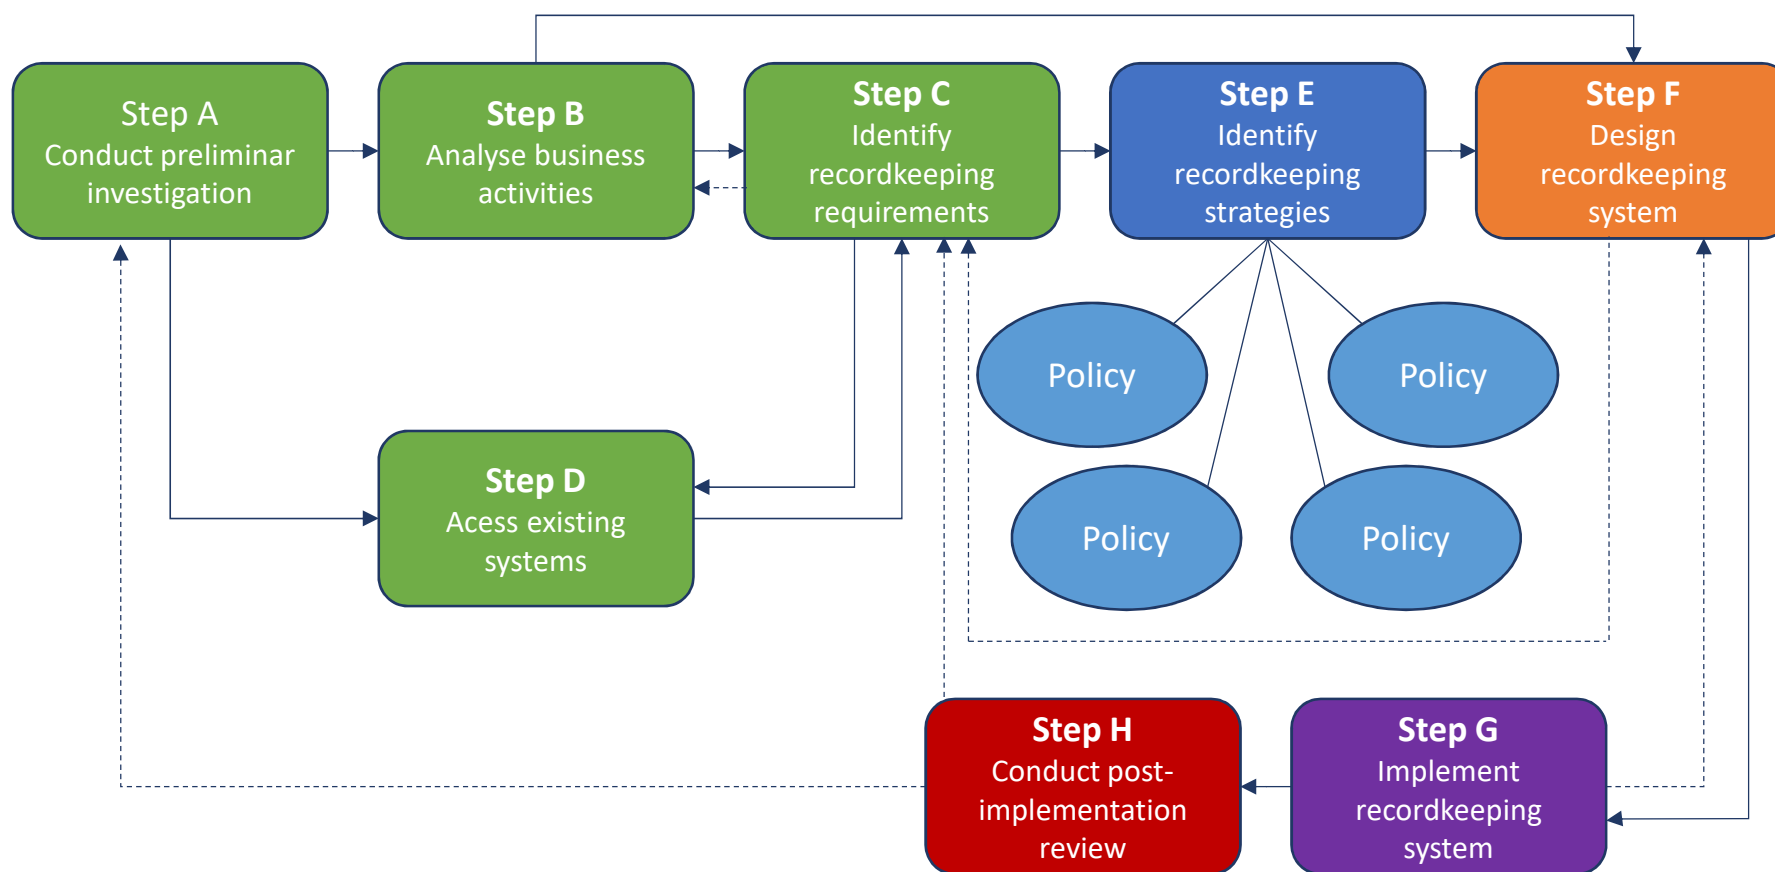 Step A
Conduct preliminar
investigation
Step B
Analyse business
activities
Step C
Identify
recordkeeping
requirements
Step E
Identify
recordkeeping
strategies
Step F
Design
recordkeeping
system
Policy
Policy
Step D
Acess existing
systems
Policy
Policy
Step H
Conduct post-
implementation
review
Step G
Implement
recordkeeping
system